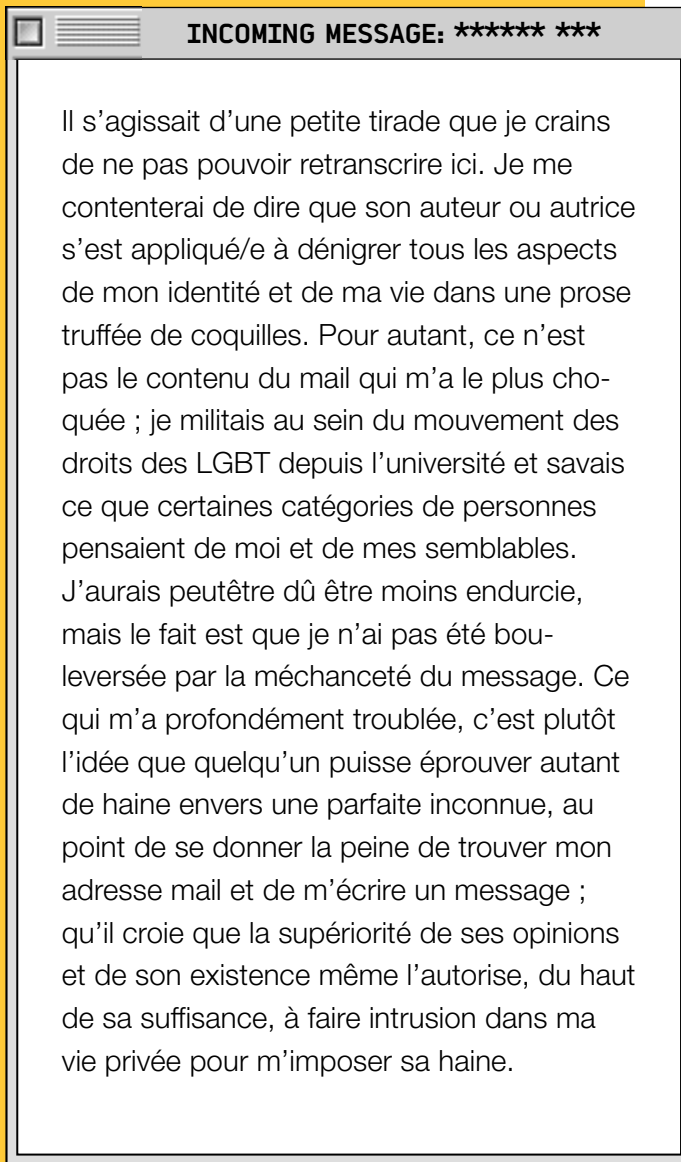 INCOMING MESSAGE: ****** ***
Il s’agissait d’une petite tirade que je crains
de ne pas pouvoir retranscrire ici. Je me
contenterai de dire que son auteur ou autrice
s’est appliqué/e à dénigrer tous les aspects
de mon identité et de ma vie dans une prose
truffée de coquilles. Pour autant, ce n’est
pas le contenu du mail qui m’a le plus cho-
quée ; je militais au sein du mouvement des
droits des LGBT depuis l’université et savais
ce que certaines catégories de personnes
pensaient de moi et de mes semblables.
J’aurais peutêtre dû être moins endurcie,
mais le fait est que je n’ai pas été bou-
leversée par la méchanceté du message. Ce
qui m’a profondément troublée, c’est plutôt
l’idée que quelqu’un puisse éprouver autant
de haine envers une parfaite inconnue, au
point de se donner la peine de trouver mon
adresse mail et de m’écrire un message ;
qu’il croie que la supériorité de ses opinions
et de son existence même l’autorise, du haut
de sa suffisance, à faire intrusion dans ma
vie privée pour m’imposer sa haine.